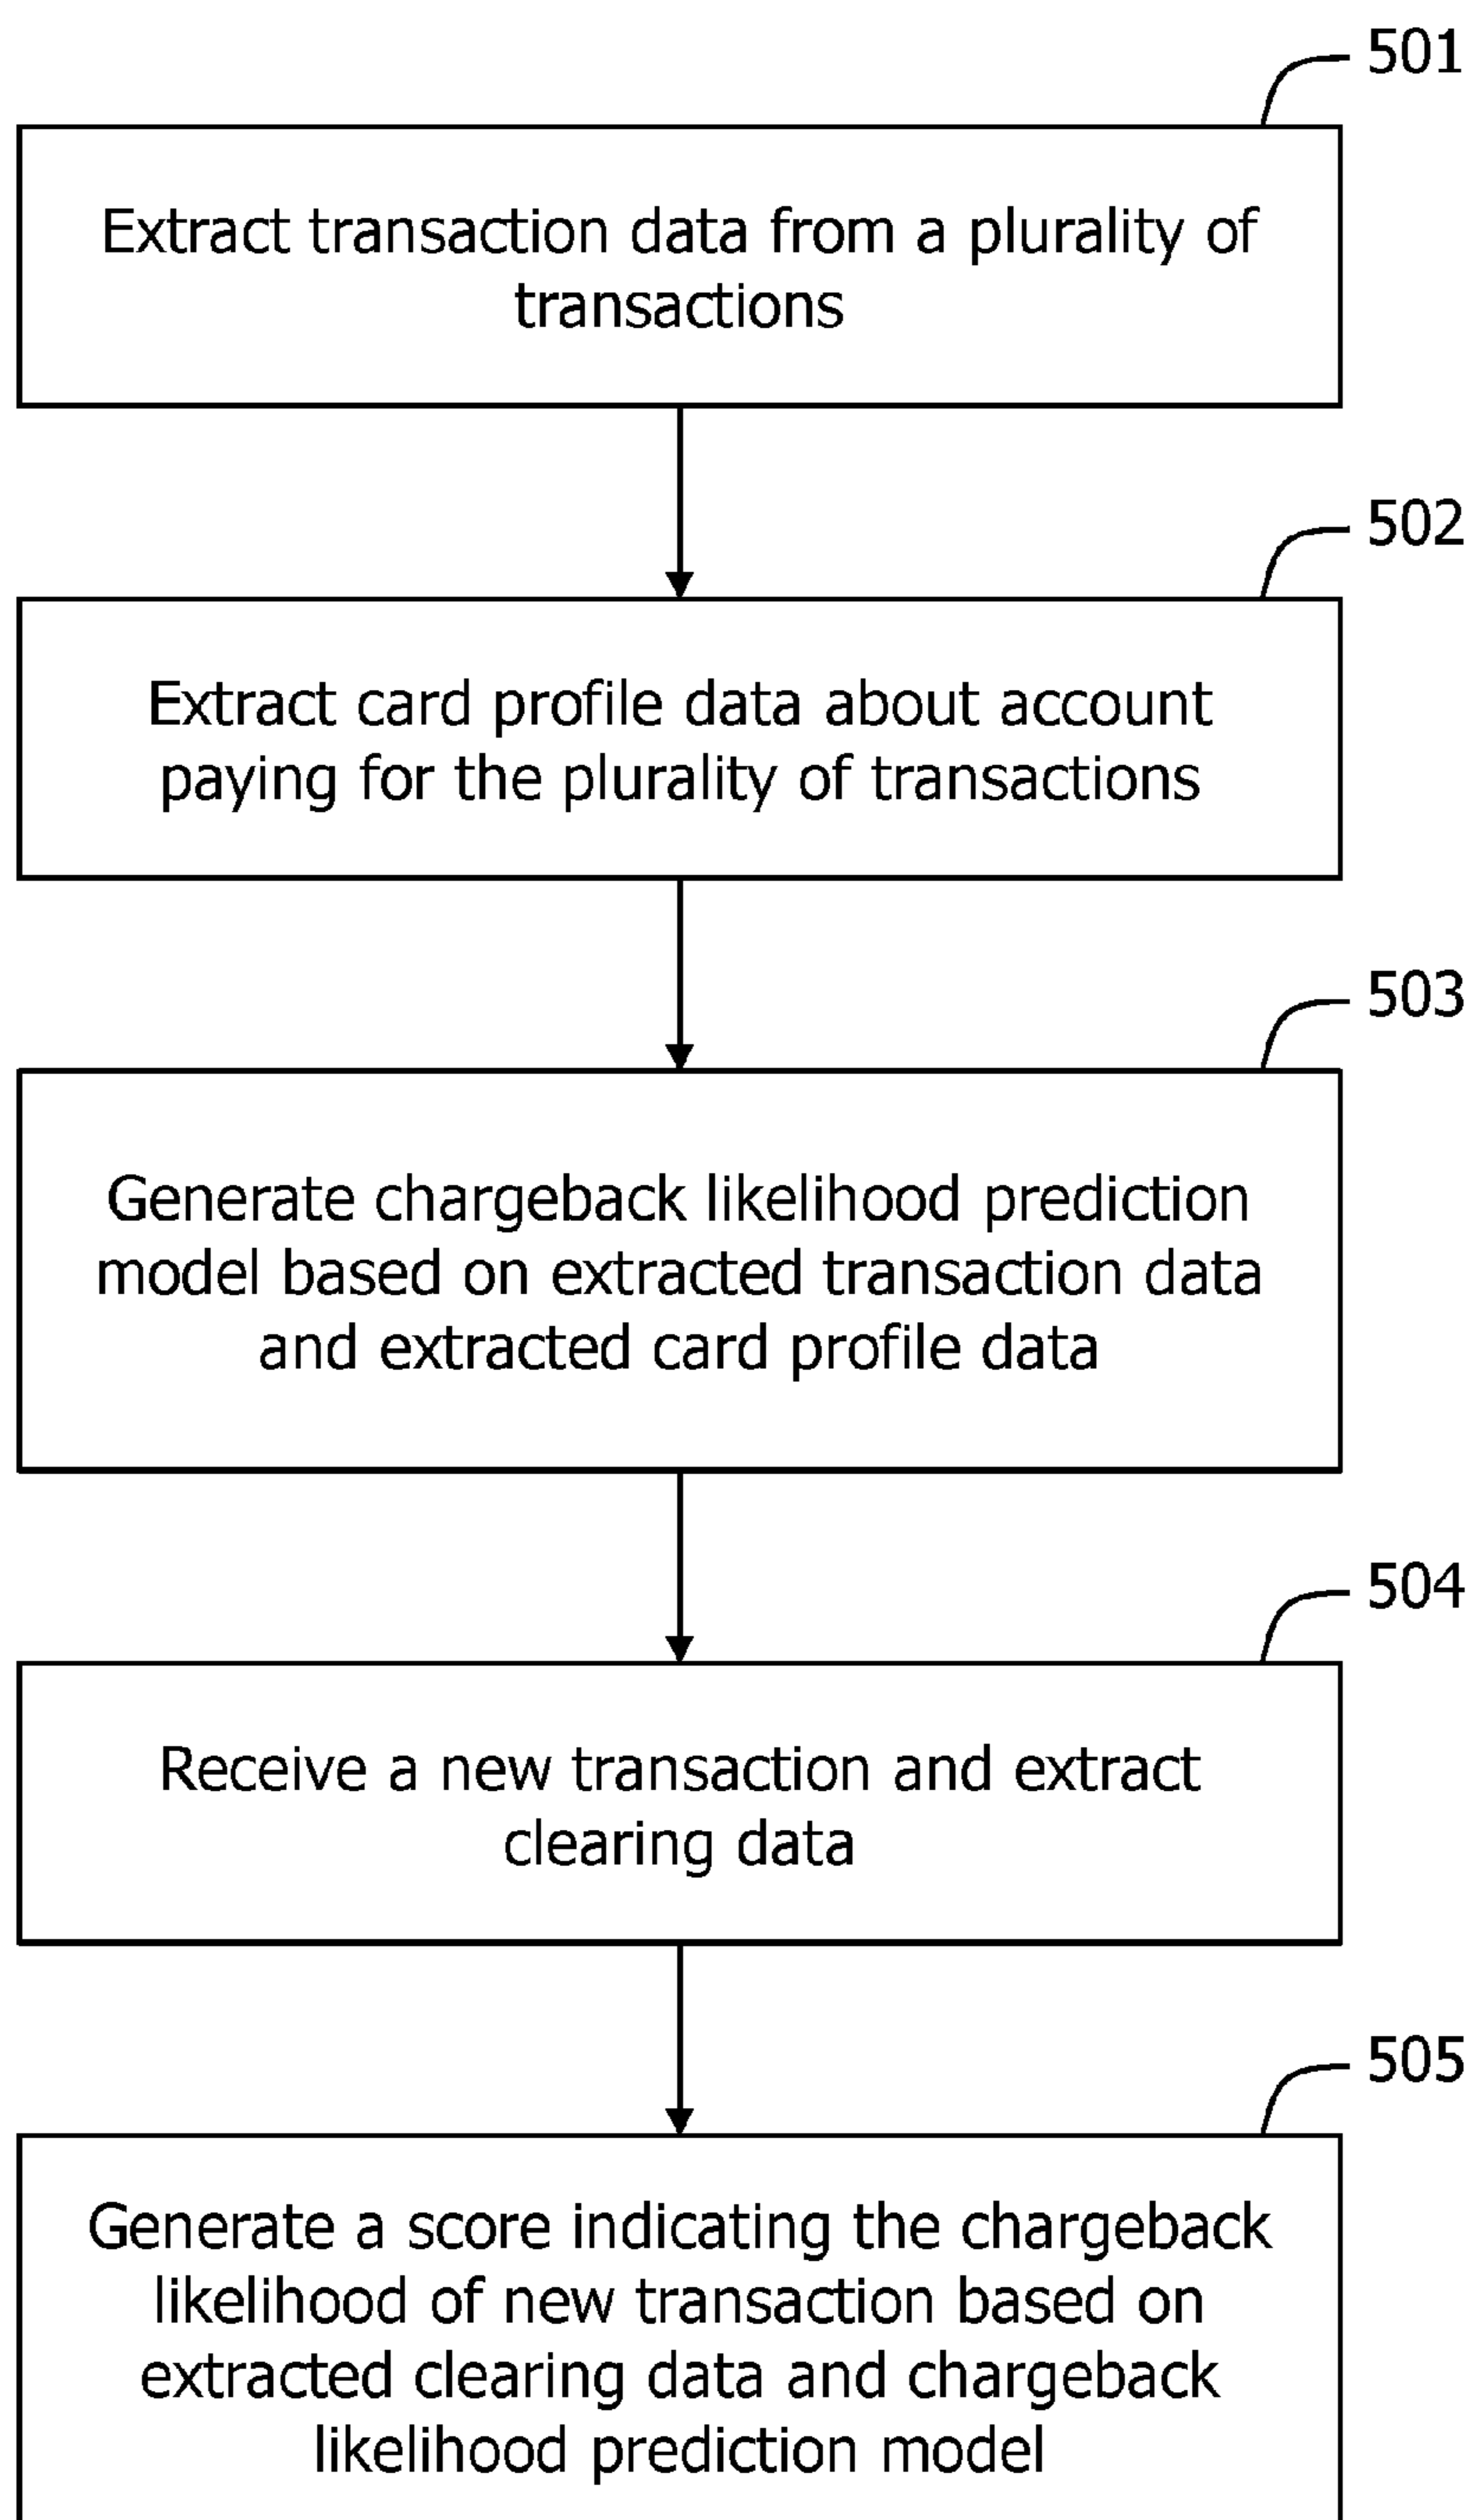 501
Extract transaction data from a plurality of
transactions
502
Extract card profile data about account
paying for the plurality of transactions
503
Generate chargeback likelihood prediction
model based on extracted transaction data
and extracted card profile data
504
Receive a new transaction and extract
clearing data
505
Generate a score indicating the chargeback
likelihood of new transaction based on
extracted clearing data and chargeback
likelihood prediction model